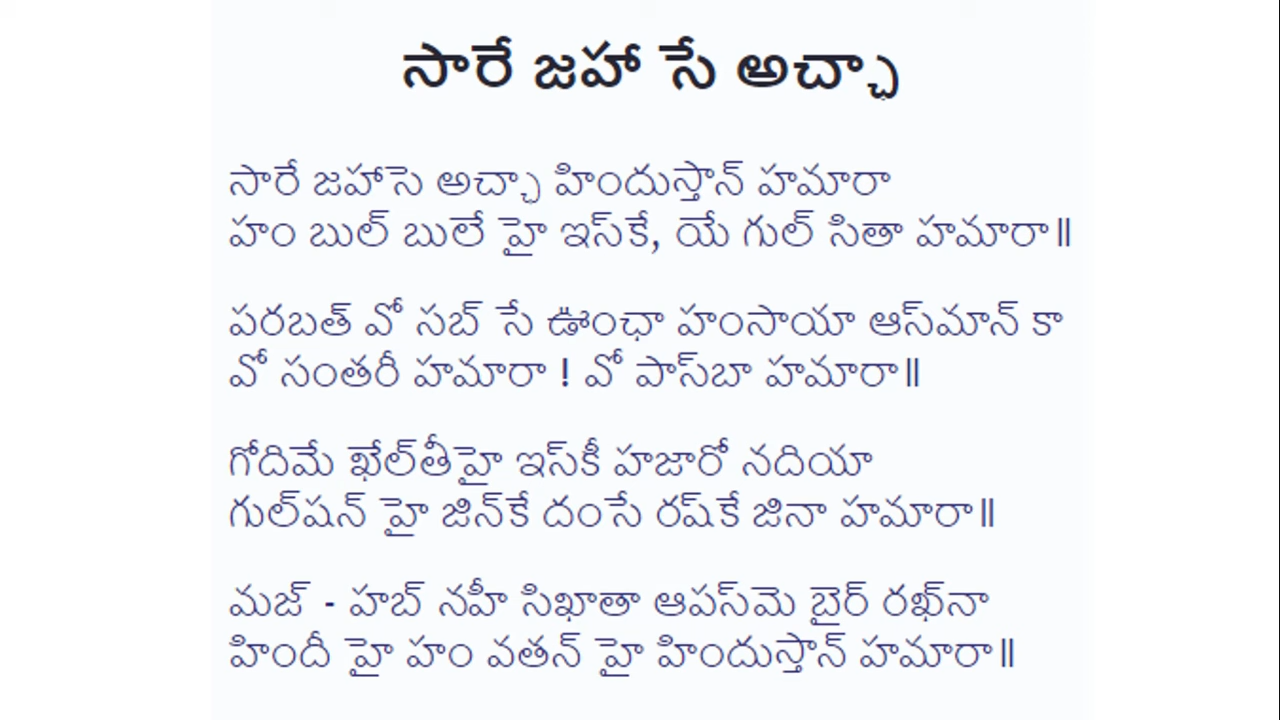 సారే జహా సే అచ్ఛా
సారే జహాసె అచ్ఛా హిందుస్తాన్ హమారా
హం బుల్ బులే హై ఇస్‌కే, యే గుల్ సితా హమారా॥
పరబత్ వో సబ్ సే ఊంఛా హంసాయా ఆస్‌మాన్ కా
వో సంతరీ హమారా ! వో పాస్‌బా హమారా॥
గోదిమే ఖేల్‌తీహై ఇస్‌కీ హజారో నదియా
గుల్‌షన్ హై జిన్‌కే దంసే రష్‌కే జినా హమారా॥
మజ్ - హబ్ నహీ సిఖాతా ఆపస్‌మె బైర్ రఖ్‌నా
హిందీ హై హం వతన్ హై హిందుస్తాన్ హమారా॥